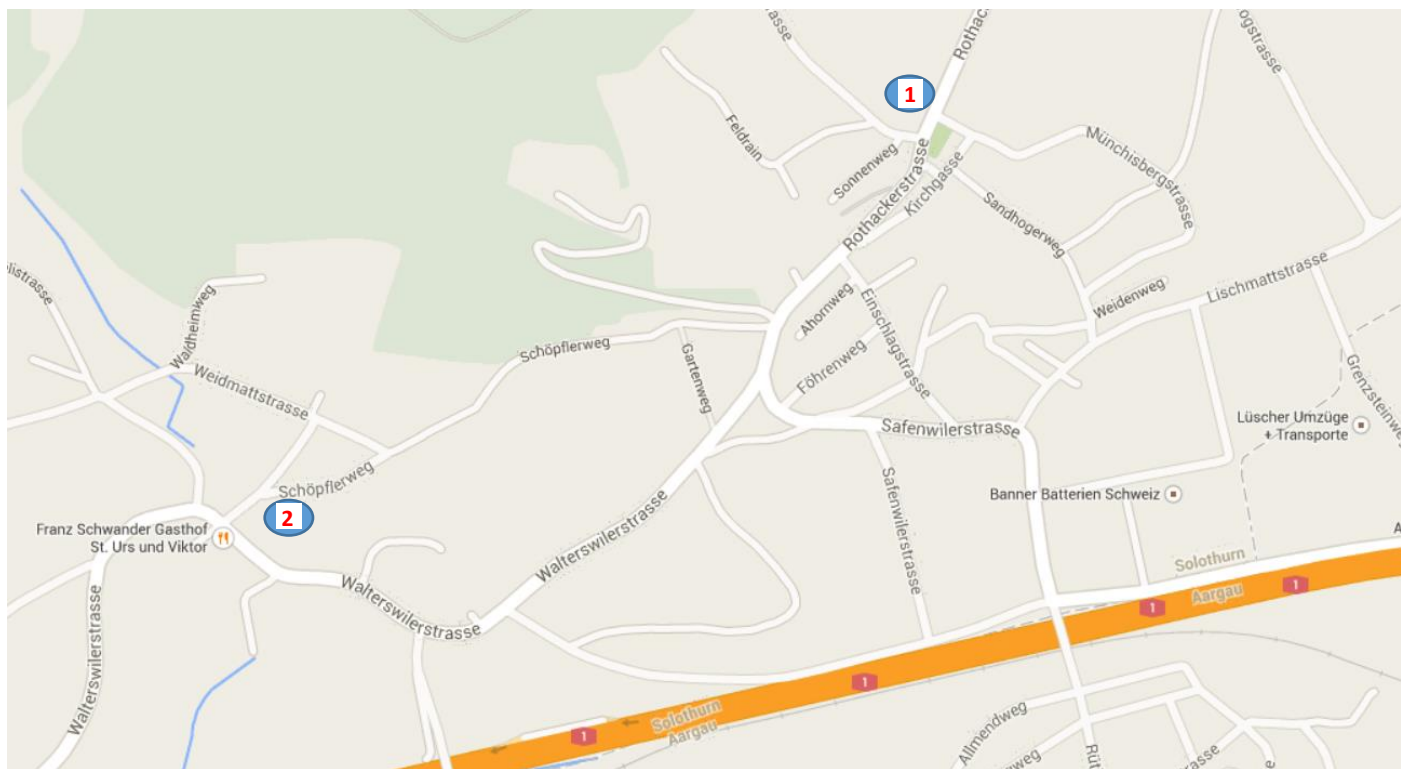 Rothac
1
Feldrain
Sonnenweg
Rothackerstrasse
Kirchgasse
Münchisbergstrasse
Sandhogerweg
Lischmattstrasse
Weidenweg
Ahornweg
Einschlagstrasse
Föhrenweg
Waldheimweg
Schöpflerweg
Gartenweg
Weidmattstrasse
Grenzsteinweg
Lüscher Umzüge
+ Transporte
Safenwilerstrasse
Schöpflerweg
2
Banner Batterien Schweiz
Safenwilerstrasse
Franz Schwander Gasthof
St. Urs und Viktor
Walterswilerstrasse
Walterswilerstrasse
Walterswilerstrasse
Solothurn
Aargau
1
1
1
1
Solothurn
Aargau
Allmendweg